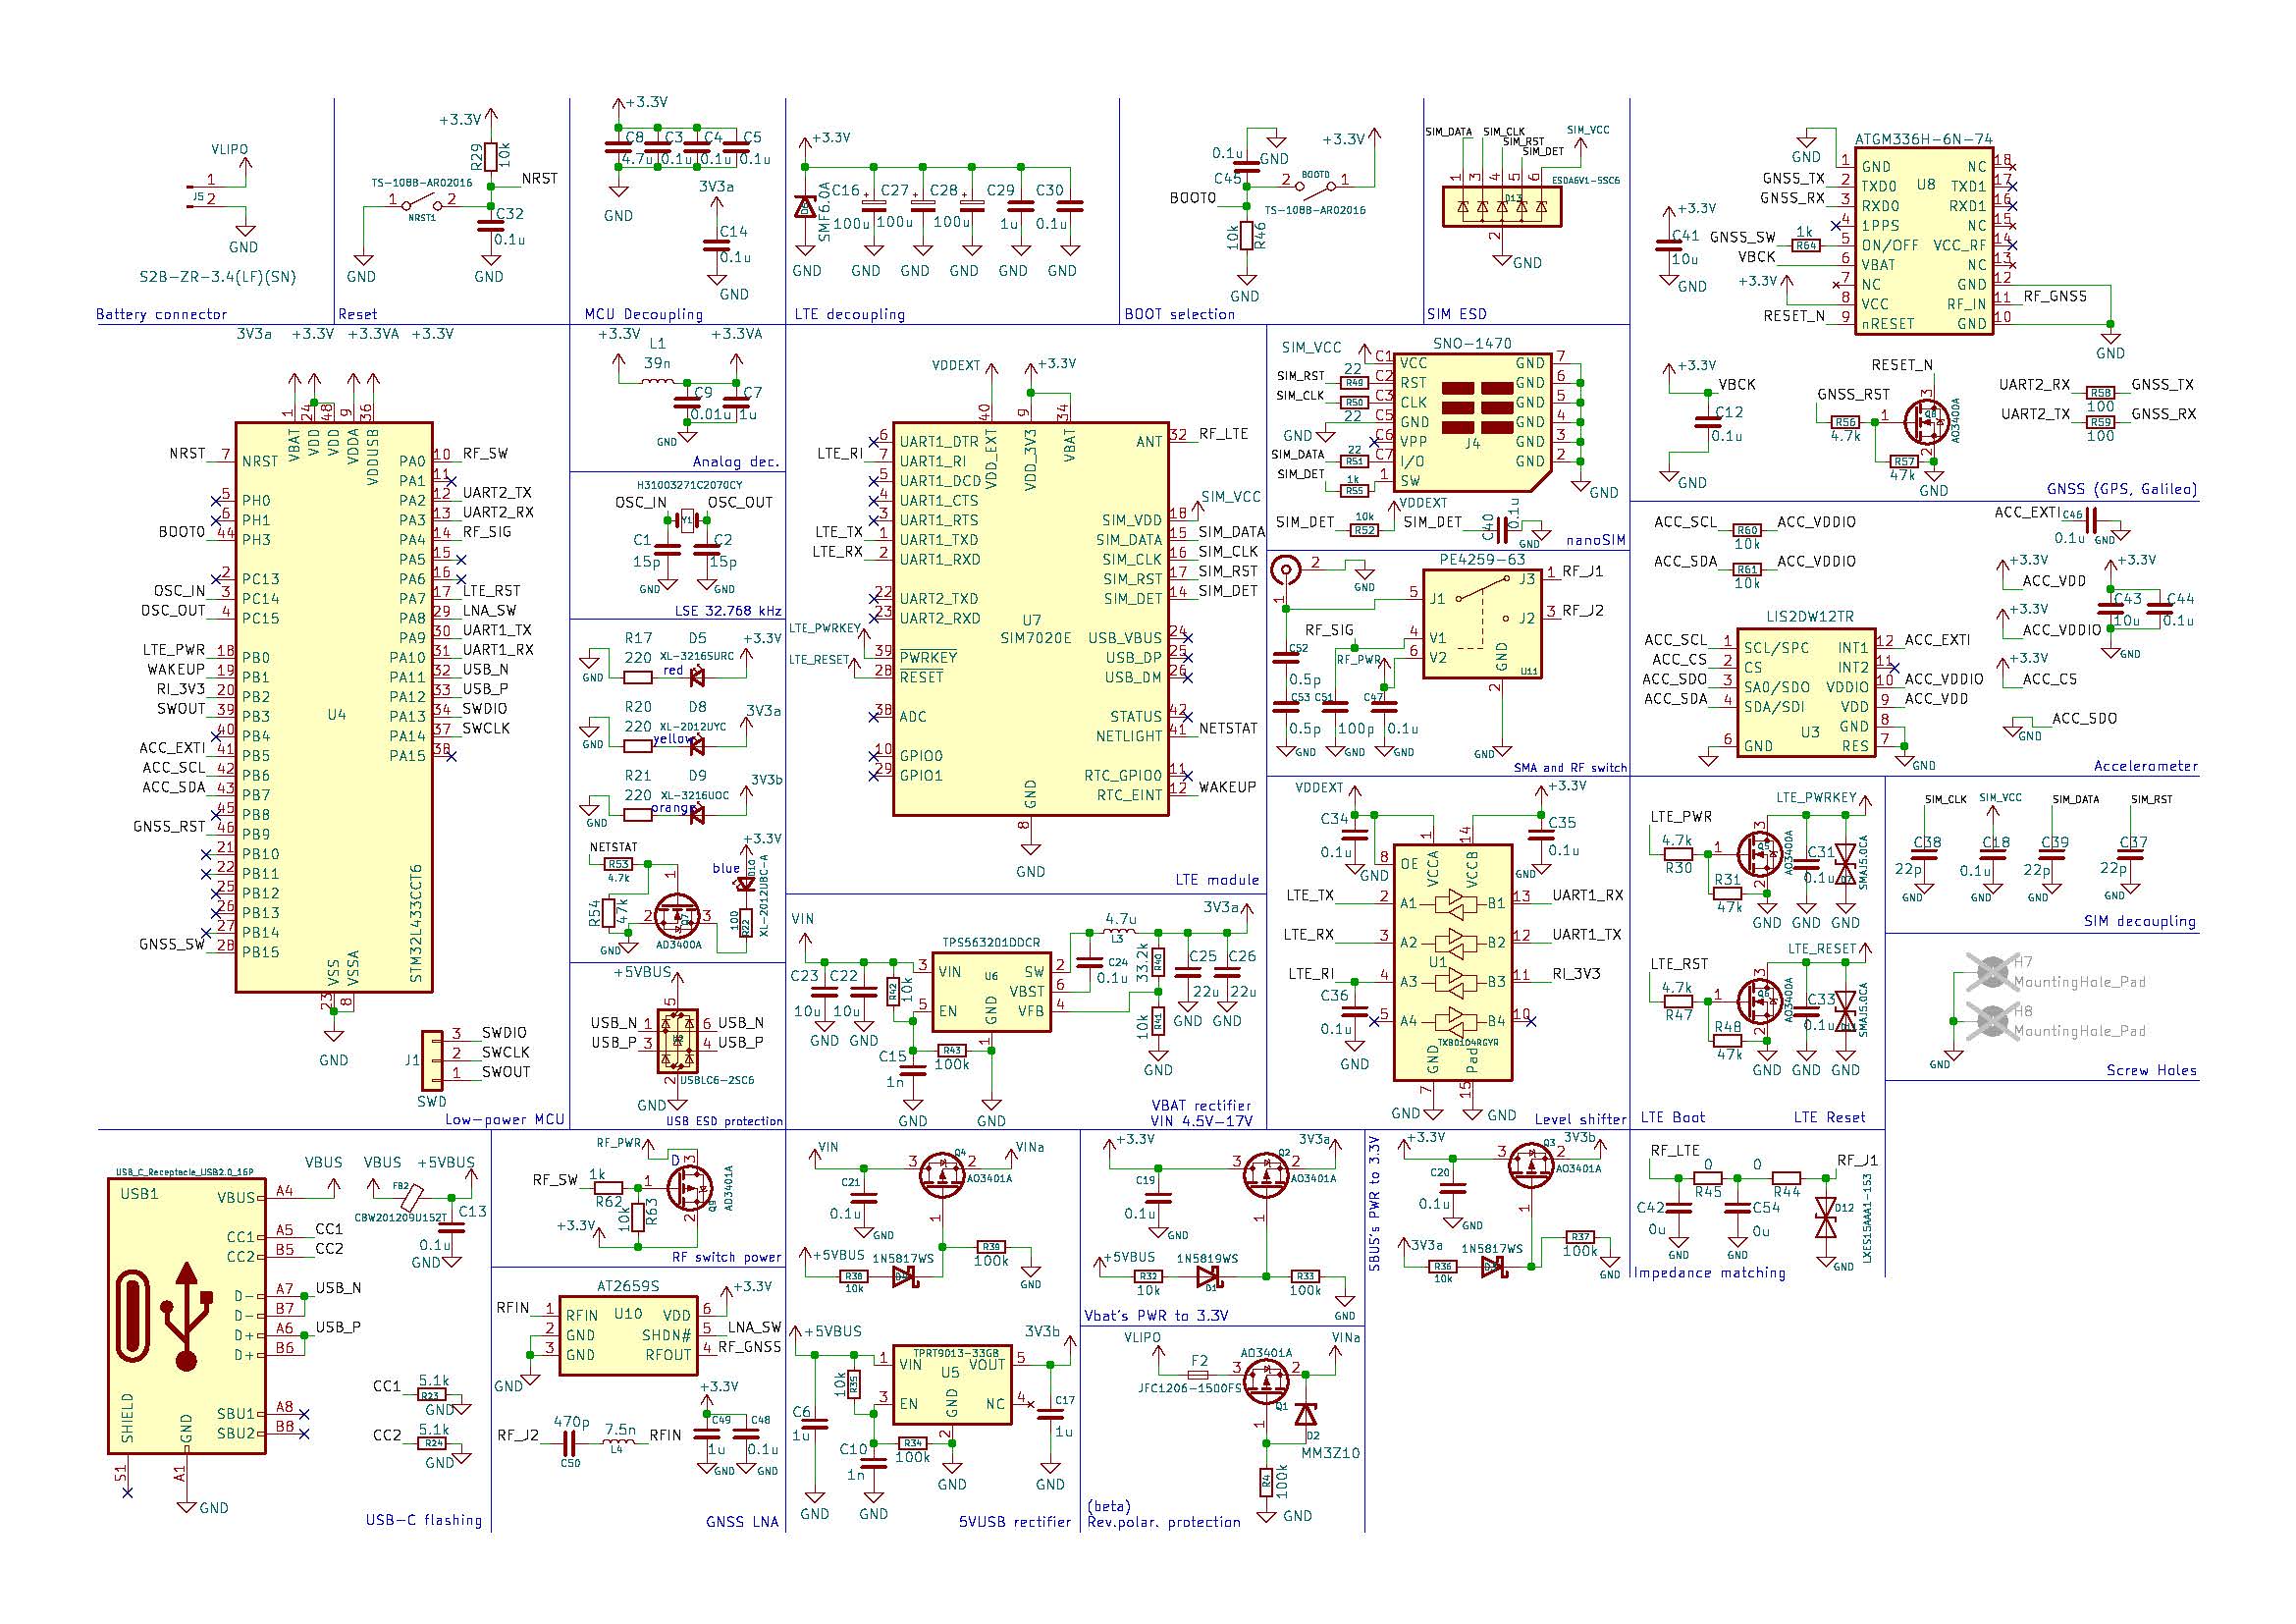 VLIPO
1
2
J5
GND
S2B-ZR-3.4(LF)(SN)
Battery connector
+3.3V
R29
10k
NRST
TS-1088-AR02016
NRST1
C32
0.1u
GND
GND
Reset
+3.3V
C8 C3 C4 C5
4.7u 0.1u 0.1u 0.1u
GND
3V3a
C14
0.1u
GND
MCU Decoupling
+3.3V
SMF6.0A
C16 C27 C28 C29 C30
100u 100u 100u 1u 0.1u
GND GND GND GND GND GND
LTE decoupling
0.1u
C45
GND
+3.3V
BOOT0
2 1
BOOT0
TS-1088-AR02016
10k
R46
GND
BOOT selection
SIM_DATA SIM_CLK
SIM_RST
SIM_DET
SIM_VCC
1 3 4 5 6
ESDA6V1-5SC6
D13
2
GND
SIM ESD
ATGM336H-6N-74
U8
GND
GNSS_TX
GNSS_RX
+3.3V
C41
10u
GND
GNSS_SW
1k
R64
VBCK
+3.3V
RESET_N
1 GND
2 TXD0
3 RXD0
4 1PPS
5 ON/OFF
6 VBAT
7 NC
8 VCC
9 nRESET
NC 18
TXD1 17
RXD1 16
NC 15
VCC_RF 14
NC 13
GND 12
RF_IN 11
GND 10
RF_GNSS
GND
+3.3V
VBCK
C12
0.1u
GND
RESET_N
GNSS_RST
R56
4.7k
Q8
AO3400A
R57
47k
GND
UART2_RX R58 GNSS_TX
100
UART2_TX R59 GNSS_RX
100
GNSS (GPS, Galileo)
3V3a +3.3V +3.3VA +3.3V
1 24 48 9 36
VBAT VDD VDD VDDA VDDUSB
NRST 7 NRST
5 PH0
6 PH1
BOOT0 44 PH3
2 PC13
OSC_IN 3 PC14
OSC_OUT 4 PC15
LTE_PWR 18 PB0
WAKEUP 19 PB1
RI_3V3 20 PB2
SWOUT 39 PB3
40 PB4
ACC_EXTI 41 PB5
ACC_SCL 42 PB6
ACC_SDA 43 PB7
45 PB8
GNSS_RST 46 PB9
21 PB10
22 PB11
25 PB12
26 PB13
27 PB14
GNSS_SW 28 PB15
U4
STM32L433CCT6
PA0 10 RF_SW
PA1 11
PA2 12 UART2_TX
PA3 13 UART2_RX
PA4 14 RF_SIG
PA5 15
PA6 16
PA7 17 LTE_RST
PA8 29 LNA_SW
PA9 30 UART1_TX
PA10 31 UART1_RX
PA11 32 USB_N
PA12 33 USB_P
PA13 34 SWDIO
PA14 37 SWCLK
PA15 38
VSS VSSA
23 8
GND
J1
3 SWDIO
2 SWCLK
1 SWOUT
SWD
Low-power MCU
+3.3V +3.3VA
L1
39n
C9 C7
0.01u 1u
GND
Analog dec.
H31003271C2070CY
OSC_IN OSC_OUT
Y1
C1 C2
15p 15p
GND GND
LSE 32.768 kHz
R17 D5
+3.3V
220 XL-3216SURC
red
GND
R20 D8
3V3a
220 XL-2012UYC
yellow
GND
R21 D9
3V3b
220 XL-3216UOC
orange
GND
NETSTAT
R53
4.7k
+3.3V
blue
D10
XL-2012UBC-A
100
R22
R54
47k
Q7
AO3400A
GND
+5VBUS
5
USB_N 1 6 USB_N
USB_P 3 4 USB_P
2
USBLC6-2SC6
GND
USB ESD protection
VDDEXT
+3.3V
40 9 34
VDD_EXT VDD_3V3 VBAT
6 UART1_DTR
LTE_RI 7 UART1_RI
5 UART1_DCD
4 UART1_CTS
3 UART1_RTS
LTE_TX 1 UART1_TXD
LTE_RX 2 UART1_RXD
22 UART2_TXD
23 UART2_RXD
LTE_PWRKEY
39 PWRKEY
LTE_RESET
28 RESET
38 ADC
10 GPIO0
29 GPIO1
U7
SIM7020E
ANT 32 RF_LTE
SIM_VCC
SIM_VDD 18
SIM_DATA 15 SIM_DATA
SIM_CLK 16 SIM_CLK
SIM_RST 17 SIM_RST
SIM_DET 14 SIM_DET
USB_VBUS 24
USB_DP 25
USB_DM 26
STATUS 42
NETLIGHT 41 NETSTAT
RTC_GPIO0 11
RTC_EINT 12 WAKEUP
GND
8
GND
LTE module
SNO-1470
SIM_VCC
C1 VCC
SIM_RST 22 R49 C2 RST
SIM_CLK R50 C3 CLK
22
GND C5 GND
C6 VPP
SIM_DATA 22 R51 C7 I/O
SIM_DET 1k R55 1 SW
J4
GND 7
GND 6
GND 5
GND 4
GND 3
GND 2
GND
VDDEXT
SIM_DET 10k R52
SIM_DET C40 0.1u
GND
nanoSIM
PE4259-63
2
GND
1
5 J1
J3 1 RF_J1
J2 3 RF_J2
RF_SIG 4 V1
RF_PWR 6 V2
GND
U11
2
C52
0.5p
C53 C51 C47
0.5p 100p 0.1u
GND GND GND GND
SMA and RF switch
ACC_SCL R60 ACC_VDDIO
10k
ACC_SDA R61 ACC_VDDIO
10k
ACC_EXTI C46
0.1u
GND
+3.3V ACC_VDD
+3.3V ACC_VDDIO
+3.3V ACC_CS
+3.3V
C43 C44
10u 0.1u
GND
ACC_SDO
GND
LIS2DW12TR
ACC_SCL 1 SCL/SPC
ACC_CS 2 CS
ACC_SDO 3 SA0/SDO
ACC_SDA 4 SDA/SDI
6 GND
U3
INT1 12 ACC_EXTI
INT2 11
VDDIO 10 ACC_VDDIO
VDD 9 ACC_VDD
GND 8
RES 7
GND
Accelerometer
VIN
C23 C22
10u 10u
R42
10k
GND GND
TPS563201DDCR
U6
3 VIN
5 EN
SW 2
VBST 6
VFB 4
GND
1
C15
1n
R43
100k
GND GND
4.7u
L3
3V3a
C24
0.1u
33.2k
R40
R41
10k
C25 C26
22u 22u
GND GND GND
VBAT rectifier
VIN 4.5V-17V
VDDEXT +3.3V
C34
0.1u
GND
C35
0.1u
GND
1 14
VCCA VCCB
8 OE
LTE_TX 2 A1 B1 13 UART1_RX
LTE_RX 3 A2 B2 12 UART1_TX
U1
LTE_RI 4 A3 B3 11 RI_3V3
5 A4 B4 10
C36
0.1u
GND
TXB0104RGYR
GND Pad
7 15
GND GND
Level shifter
LTE_PWRKEY
LTE_PWR
4.7k
R30
Q5
AO3400A
R31
47k
C31
0.1u
SMAJ5.0CA
GND GND GND
LTE_RESET
LTE_RST
4.7k
R47
Q6
AO3400A
R48
47k
C33
0.1u
SMAJ5.0CA
GND GND GND
LTE Boot LTE Reset
SIM_CLK SIM_VCC SIM_DATA SIM_RST
C38 C18 C39 C37
22p 0.1u 22p 22p
GND GND GND GND
SIM decoupling
H7
MountingHole_Pad
H8
MountingHole_Pad
GND
Screw Holes
USB_C_Receptacle_USB2.0_16P
USB1
VBUS A4
CC1 A5 CC1
CC2 B5 CC2
D- A7 USB_N
D- B7
D+ A6 USB_P
D+ B6
SBU1 A8
SBU2 B8
SHIELD GND
S1 A1
GND
VBUS VBUS +5VBUS
FB2
CBW201209U152T
C13
0.1u
GND
CC1 5.1k R23
GND
CC2 5.1k R24
GND
USB-C flashing
RF_PWR
D
RF_SW 1k
R62
10k
R63
+3.3V
AO3401A
RF switch power
AT2659S
U10
RFIN 1 RFIN
2 GND
3 GND
VDD 6
SHDN# 5 LNA_SW
RFOUT 4 RF_GNSS
+3.3V
GND
RF_J2 470p
C50
7.5n
L4
RFIN
+3.3V
C49 C48
1u 0.1u
GND GND
GNSS LNA
VIN VINa
Q4
AO3401A
C21
0.1u
GND
+5VBUS
R38
10k
1N5817WS
R39
100k
GND
+5VBUS 3V3b
TPRT9013-33GB
U5
1 VIN
3 EN
VOUT 5
NC 4
GND
2
10k
R35
C6
1u
C10
1n
R34
100k
C17
1u
GND GND GND GND
5VUSB rectifier
+3.3V 3V3a
Q2
AO3401A
C19
0.1u
GND
+5VBUS
R32
10k
1N5819WS
D1
R33
100k
GND
Vbat's PWR to 3.3V
VLIPO VINa
F2
JFC1206-1500FS
AO3401A
Q1
D2
MM3Z10
R4
100k
GND
(beta)
Rev.polar. protection
5BUS's PWR to 3.3V
+3.3V 3V3b
Q3
AO3401A
C20
0.1u
GND
3V3a
R36
10k
1N5817WS
R37
100k
GND
RF_LTE RF_J1
0 0
R45 R44
C42 C54
0u 0u
D12
LXES15AAA1-153
GND GND GND
Impedance matching